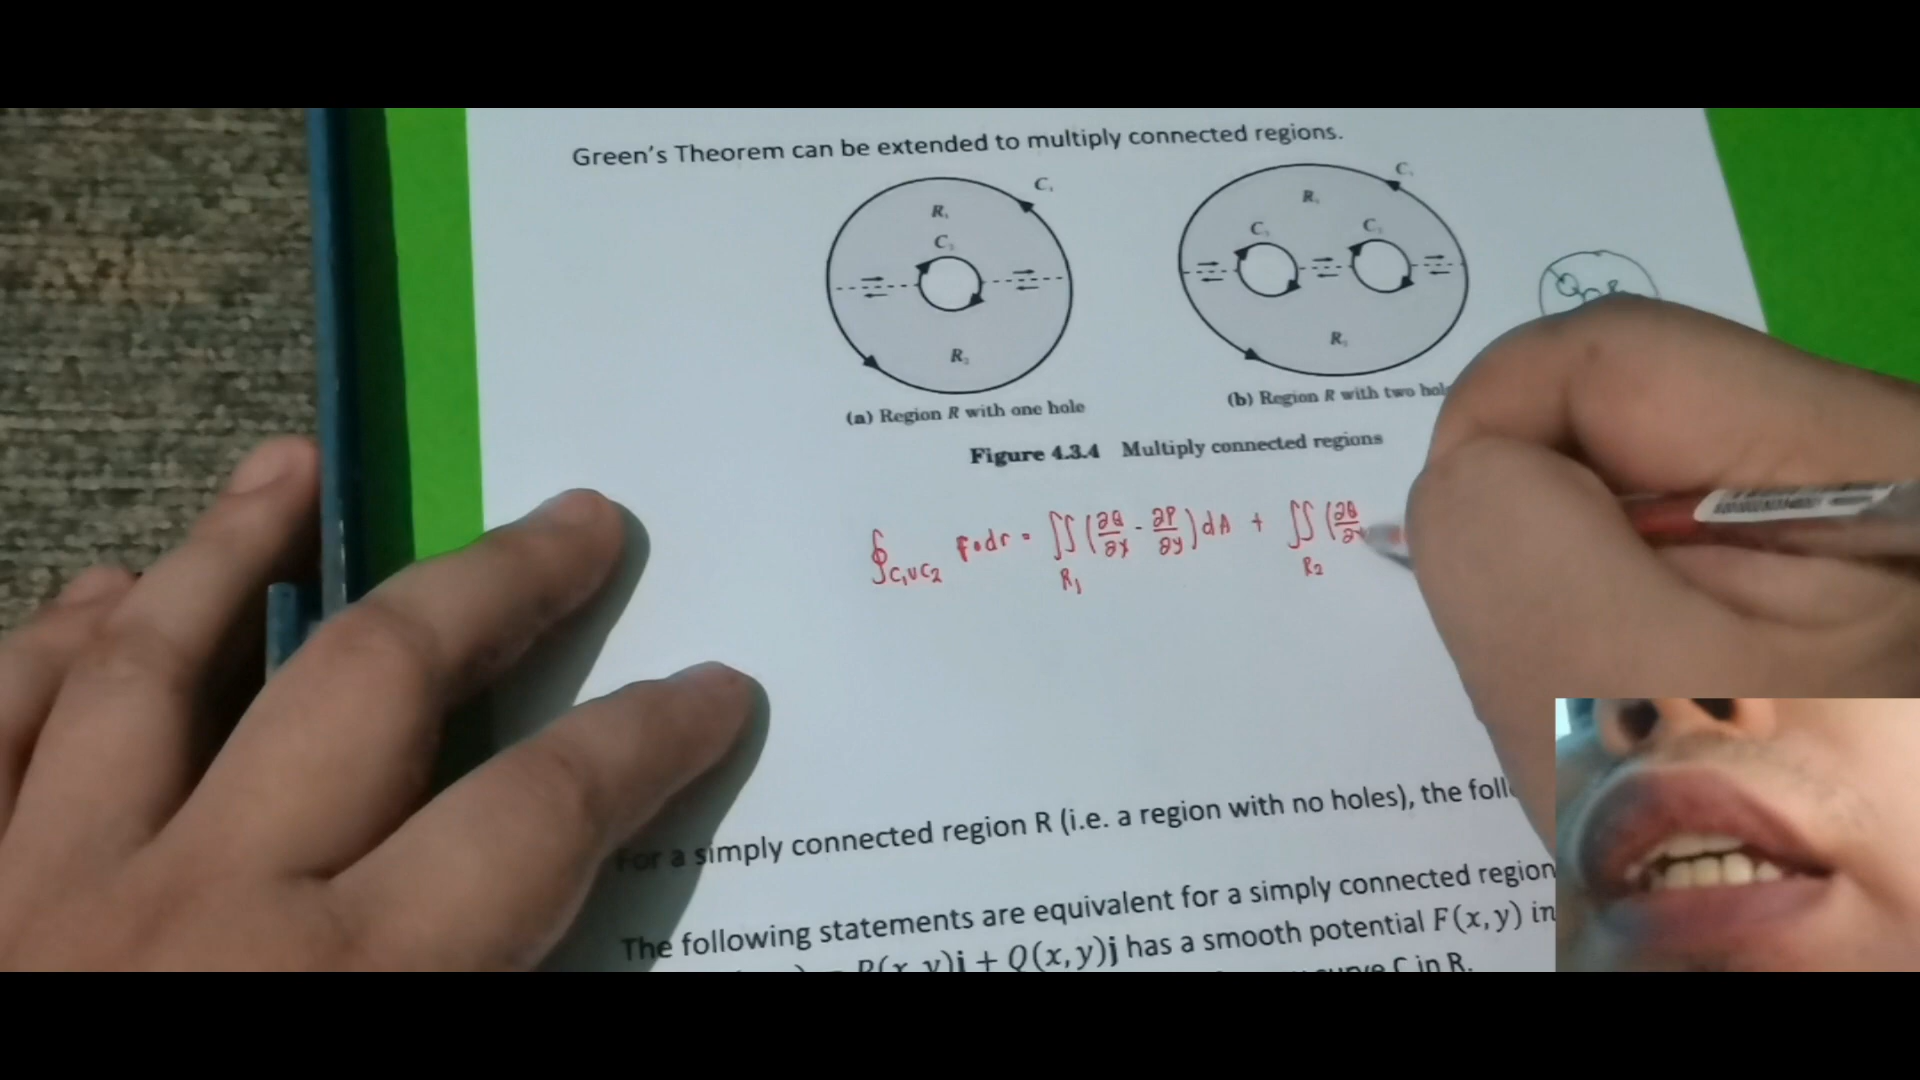 Green's Theorem can be extended to multiply connected regions.
C₁
R₁
C₂
R₂
(a) Region R with one hole
C₁
R₁
C₂
C₃
R₂
(b) Region R with two
Figure 4.3.4 Multiply connected regions
∮C₁∪C₂ F•dr = ∬R₁ (∂Q/∂x - ∂P/∂y) dA + ∬R₂ (∂Q/∂x
For a simply connected region R (i.e. a region with no holes), the
The following statements are equivalent for a simply connected region
P(x,y)i + Q(x,y)j has a smooth potential F(x,y) in
curve C in R.